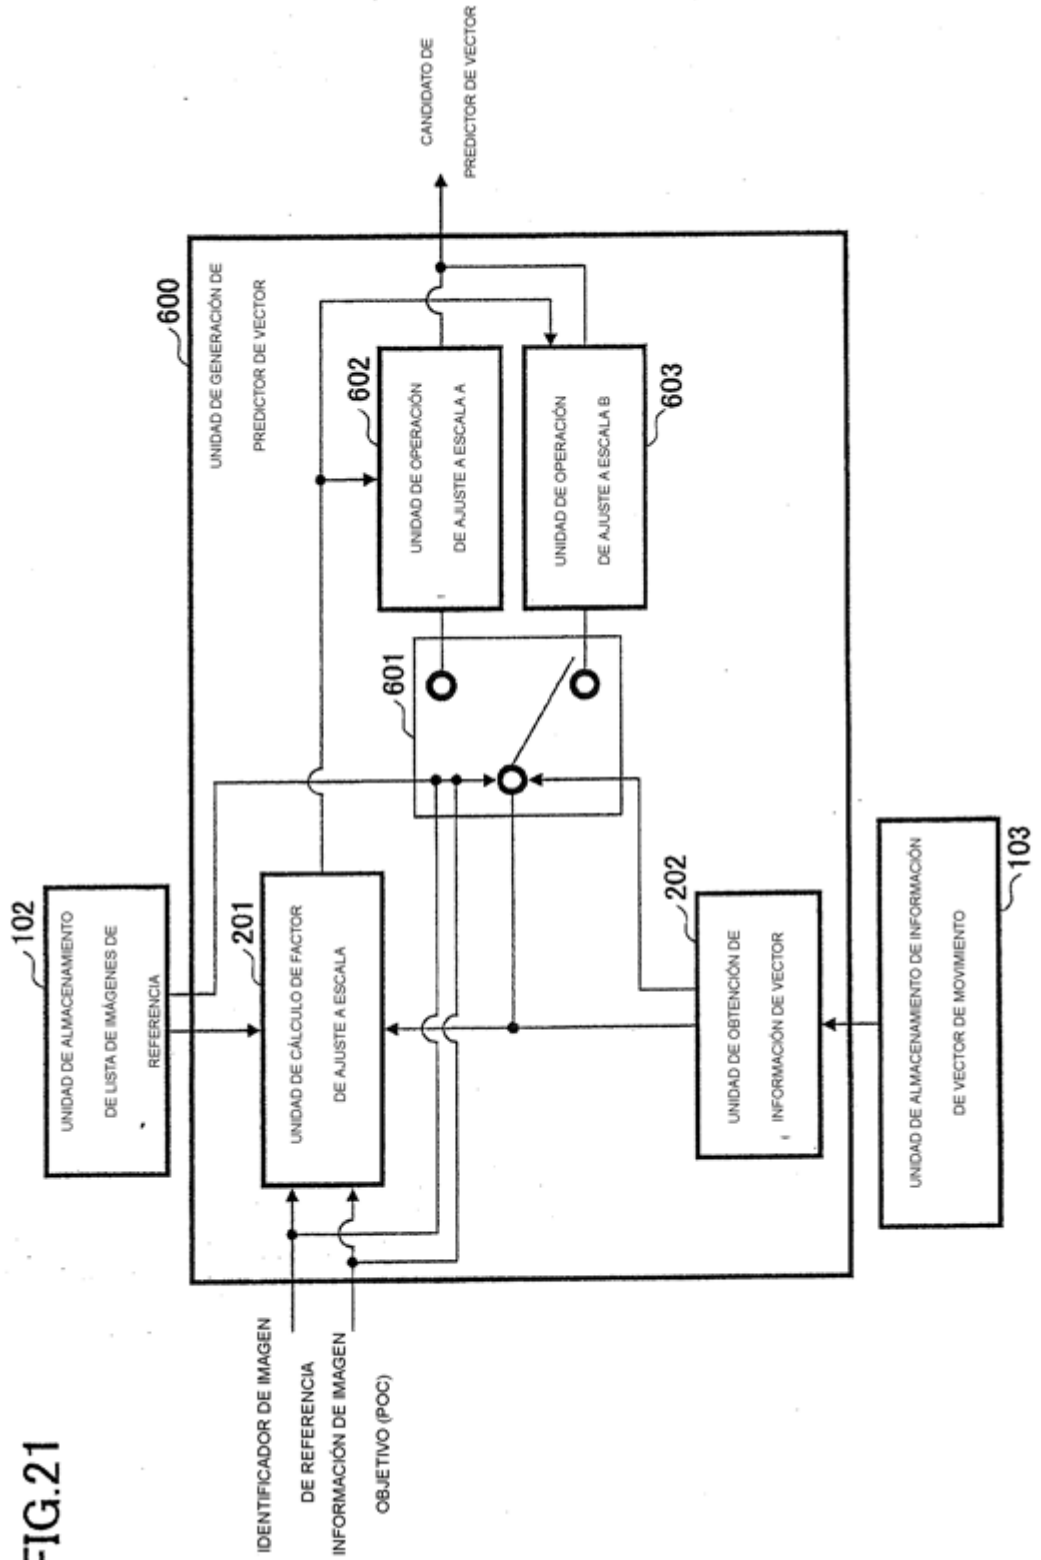 FIG.21
IDENTIFICADOR DE IMAGEN
DE REFERENCIA
INFORMACIÓN DE IMAGEN
OBJETIVO (POC)
102
UNIDAD DE ALMACENAMIENTO
DE LISTA DE IMÁGENES DE
REFERENCIA
201
UNIDAD DE CÁLCULO DE FACTOR
DE AJUSTE A ESCALA
202
UNIDAD DE OBTENCIÓN DE
INFORMACIÓN DE VECTOR
UNIDAD DE ALMACENAMIENTO DE INFORMACIÓN
DE VECTOR DE MOVIMIENTO
103
601
602
UNIDAD DE OPERACIÓN
DE AJUSTE A ESCALA A
UNIDAD DE OPERACIÓN
DE AJUSTE A ESCALA B
603
600
UNIDAD DE GENERACIÓN DE
PREDICTOR DE VECTOR
CANDIDATO DE
PREDICTOR DE VECTOR